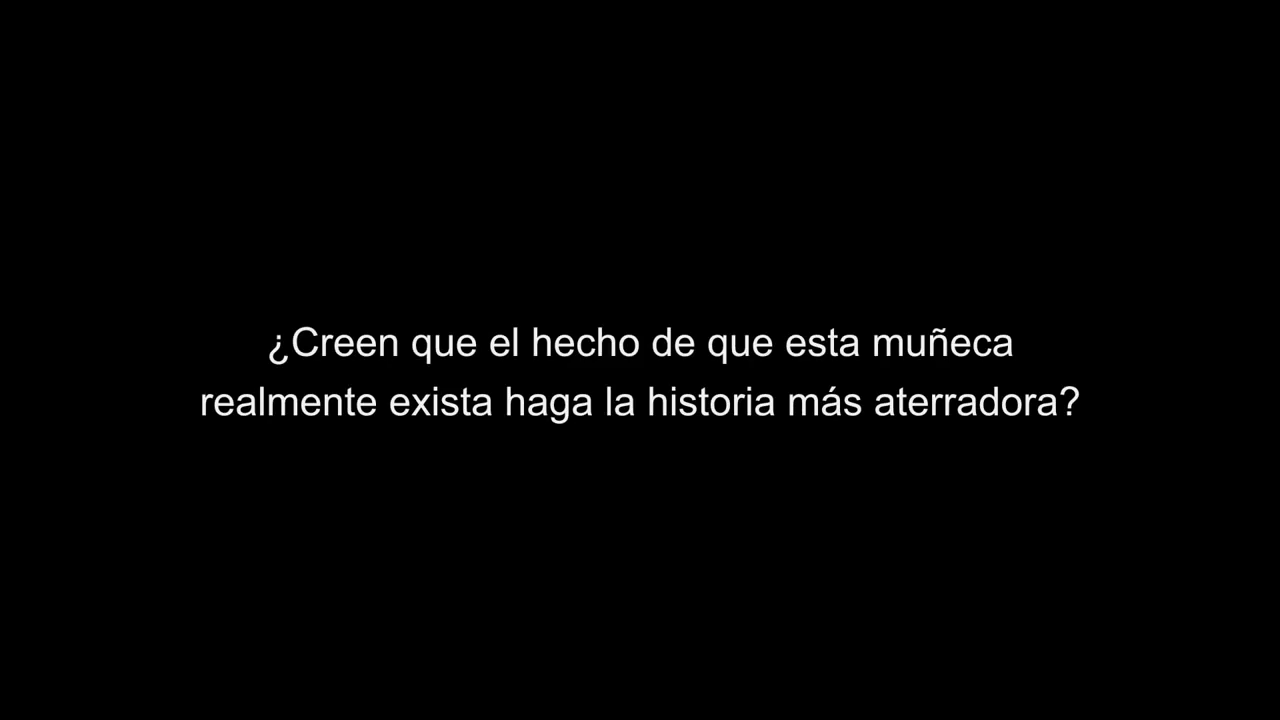 ¿Creen que el hecho de que esta muñeca
realmente exista haga la historia más aterradora?